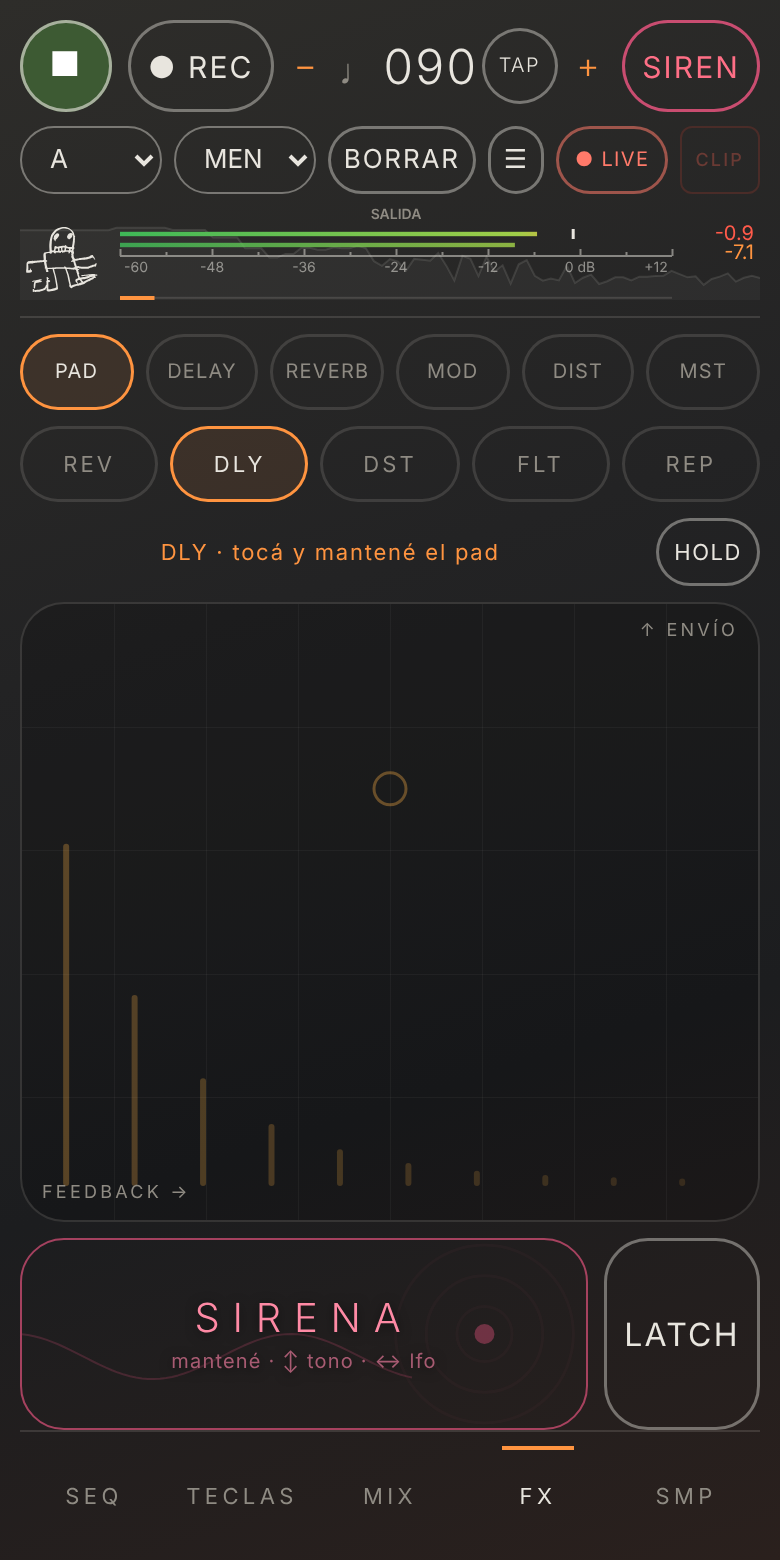 REC − ♩ 090 TAP + SIREN
A MEN BORRAR ☰ LIVE CLIP
SALIDA
-0.9
-7.1
-60 -48 -36 -24 -12 0 dB +12
PAD DELAY REVERB MOD DIST MST
REV DLY DST FLT REP
DLY · tocá y mantené el pad HOLD
↑ ENVÍO
FEEDBACK →
SIRENA
mantené · ↕ tono · ↔ lfo
LATCH
SEQ TECLAS MIX FX SMP